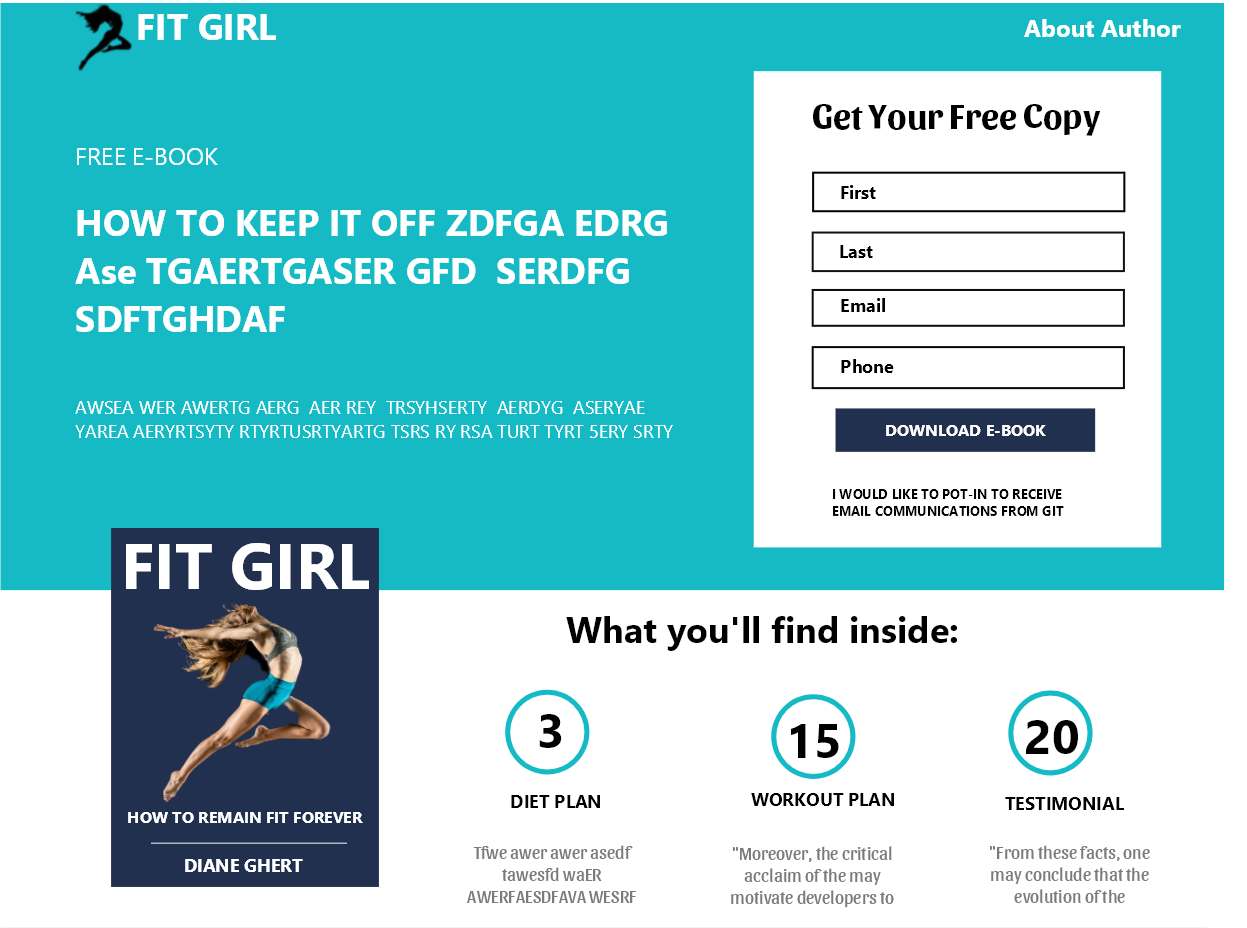 FIT GIRL
About Author
FREE E-BOOK
HOW TO KEEP IT OFF ZDFGA EDRG
Ase TGAERTGASER GFD SERDFG
SDFTGHDAF
AWSEA WER AWERTG AERG AER REY TRSYHSERTY AERDYG ASERYAE
YAREA AERYRTSYTY RTYRTUSRTYARTG TSRS RY RSA TURT TYRT 5ERY SRTY
Get Your Free Copy
First
Last
Email
Phone
DOWNLOAD E-BOOK
I WOULD LIKE TO POT-IN TO RECEIVE
EMAIL COMMUNICATIONS FROM GIT
FIT GIRL
HOW TO REMAIN FIT FOREVER
DIANE GHERT
What you'll find inside:
3
DIET PLAN
Tfwe awer awer asedf
tawesfd waER
AWERFAESDFAVA WESRF
15
WORKOUT PLAN
"Moreover, the critical
acclaim of the may
motivate developers to
20
TESTIMONIAL
"From these facts, one
may conclude that the
evolution of the